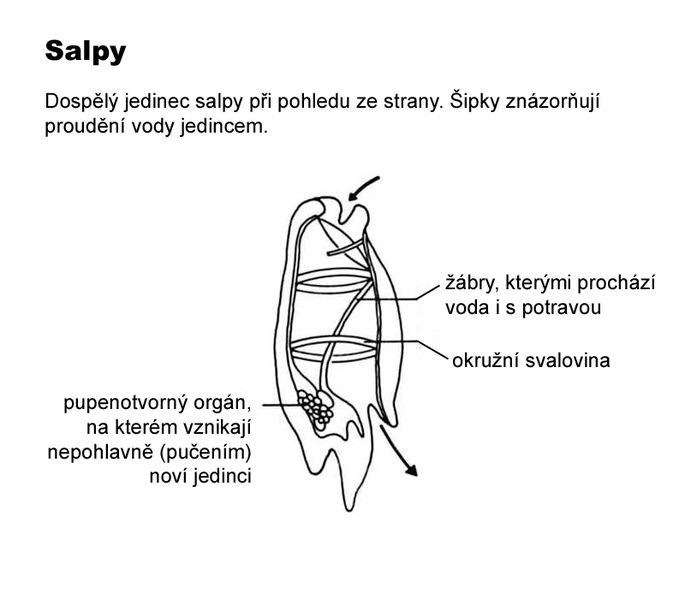 Salpy
Dospělý jedinec salpy při pohledu ze strany. Šipky znázorňují
proudění vody jedincem.
žábry, kterými prochází
voda i s potravou
okružní svalovina
pupenotvorný orgán,
na kterém vznikají
nepohlavně (pučením)
noví jedinci